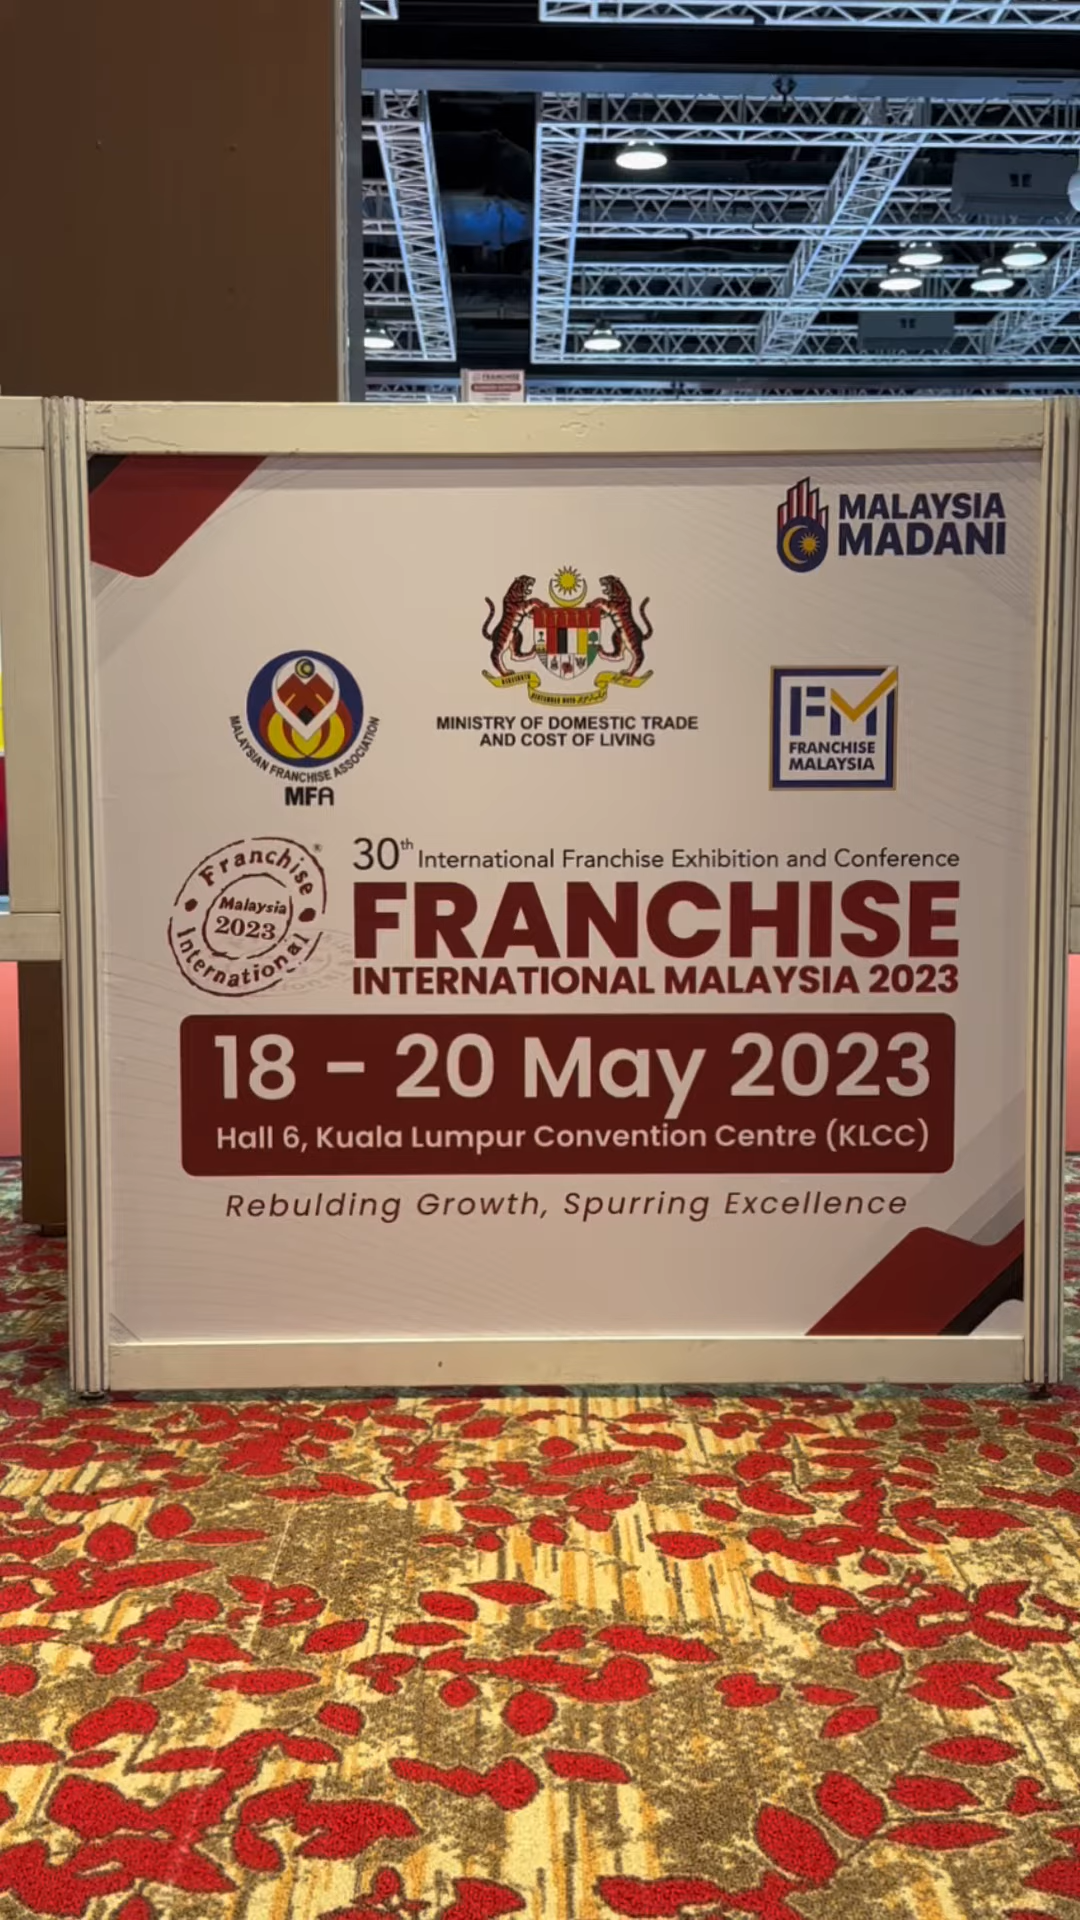 MALAYSIA
MADANI
MINISTRY OF DOMESTIC TRADE
AND COST OF LIVING
MALAYSIAN FRANCHISE ASSOCIATION
MFA
FM
FRANCHISE
MALAYSIA
Franchise
Malaysia
2023
International
30th International Franchise Exhibition and Conference
FRANCHISE
INTERNATIONAL MALAYSIA 2023
18 – 20 May 2023
Hall 6, Kuala Lumpur Convention Centre (KLCC)
Rebulding Growth, Spurring Excellence